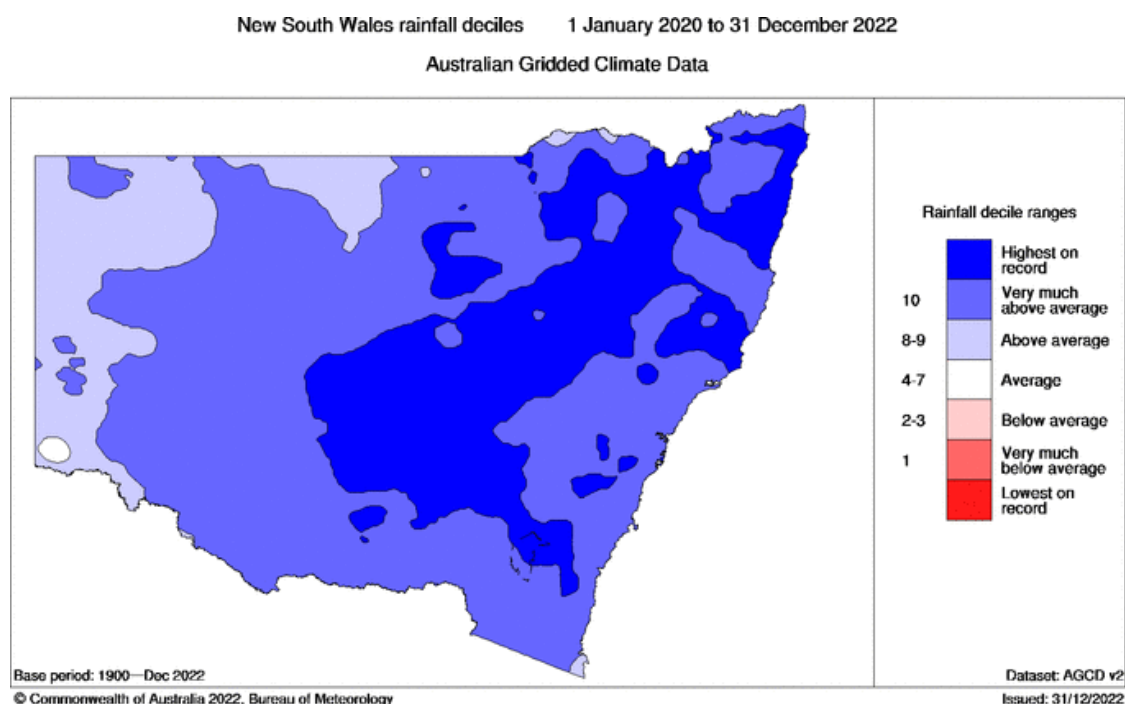 New South Wales rainfall deciles 1 January 2020 to 31 December 2022
Australian Gridded Climate Data
Rainfall decile ranges
Highest on
record
10 Very much
above average
8-9 Above average
4-7 Average
2-3 Below average
1 Very much
below average
Lowest on
record
Base period: 1900—Dec 2022
Dataset: AGCD v2
© Commonwealth of Australia 2022, Bureau of Meteorology
Issued: 31/12/2022